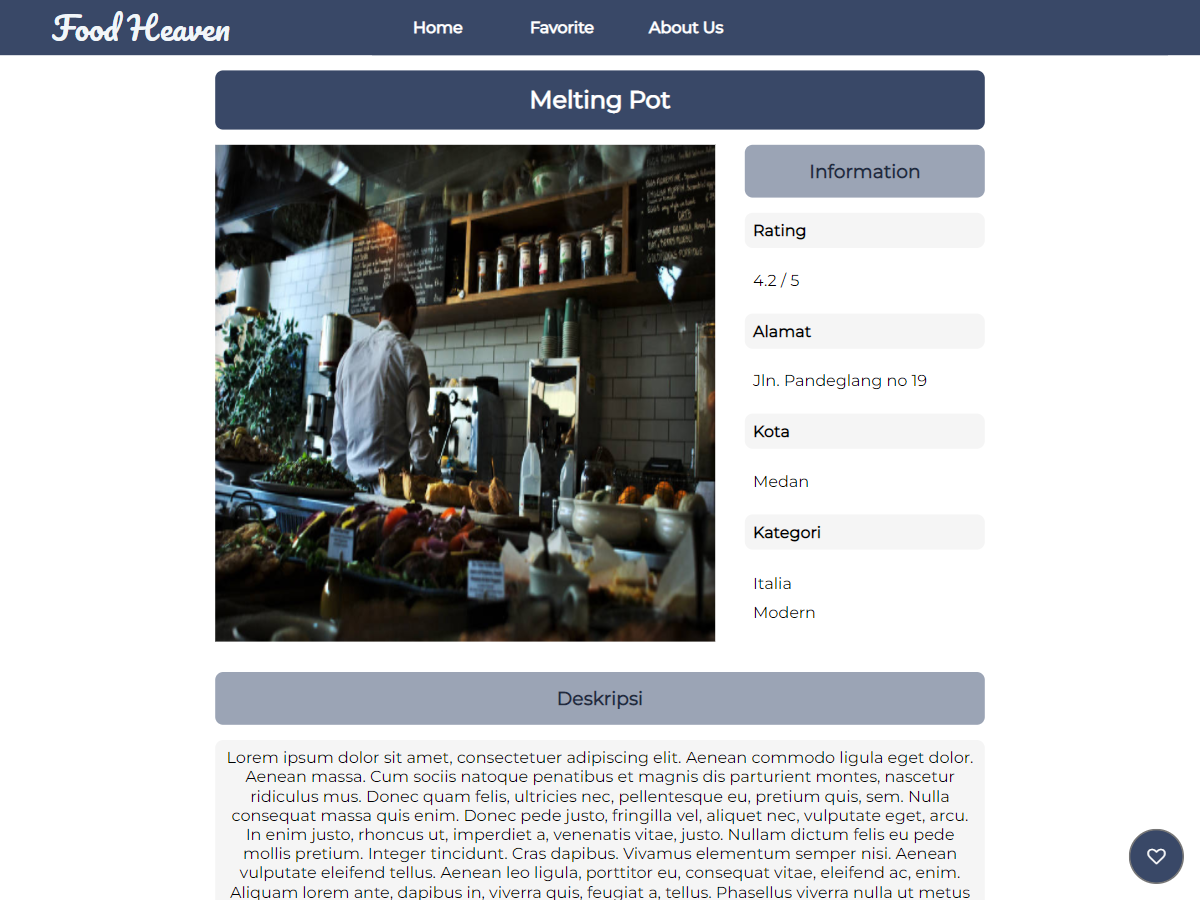 Food Heaven
Home
Favorite
About Us
Melting Pot
Information
Rating
4.2 / 5
Alamat
Jln. Pandeglang no 19
Kota
Medan
Kategori
Italia
Modern
Deskripsi
Lorem ipsum dolor sit amet, consectetuer adipiscing elit. Aenean commodo ligula eget dolor.
Aenean massa. Cum sociis natoque penatibus et magnis dis parturient montes, nascetur
ridiculus mus. Donec quam felis, ultricies nec, pellentesque eu, pretium quis, sem. Nulla
consequat massa quis enim. Donec pede justo, fringilla vel, aliquet nec, vulputate eget, arcu.
In enim justo, rhoncus ut, imperdiet a, venenatis vitae, justo. Nullam dictum felis eu pede
mollis pretium. Integer tincidunt. Cras dapibus. Vivamus elementum semper nisi. Aenean
vulputate eleifend tellus. Aenean leo ligula, porttitor eu, consequat vitae, eleifend ac, enim.
Aliquam lorem ante, dapibus in, viverra quis, feugiat a, tellus. Phasellus viverra nulla ut metus